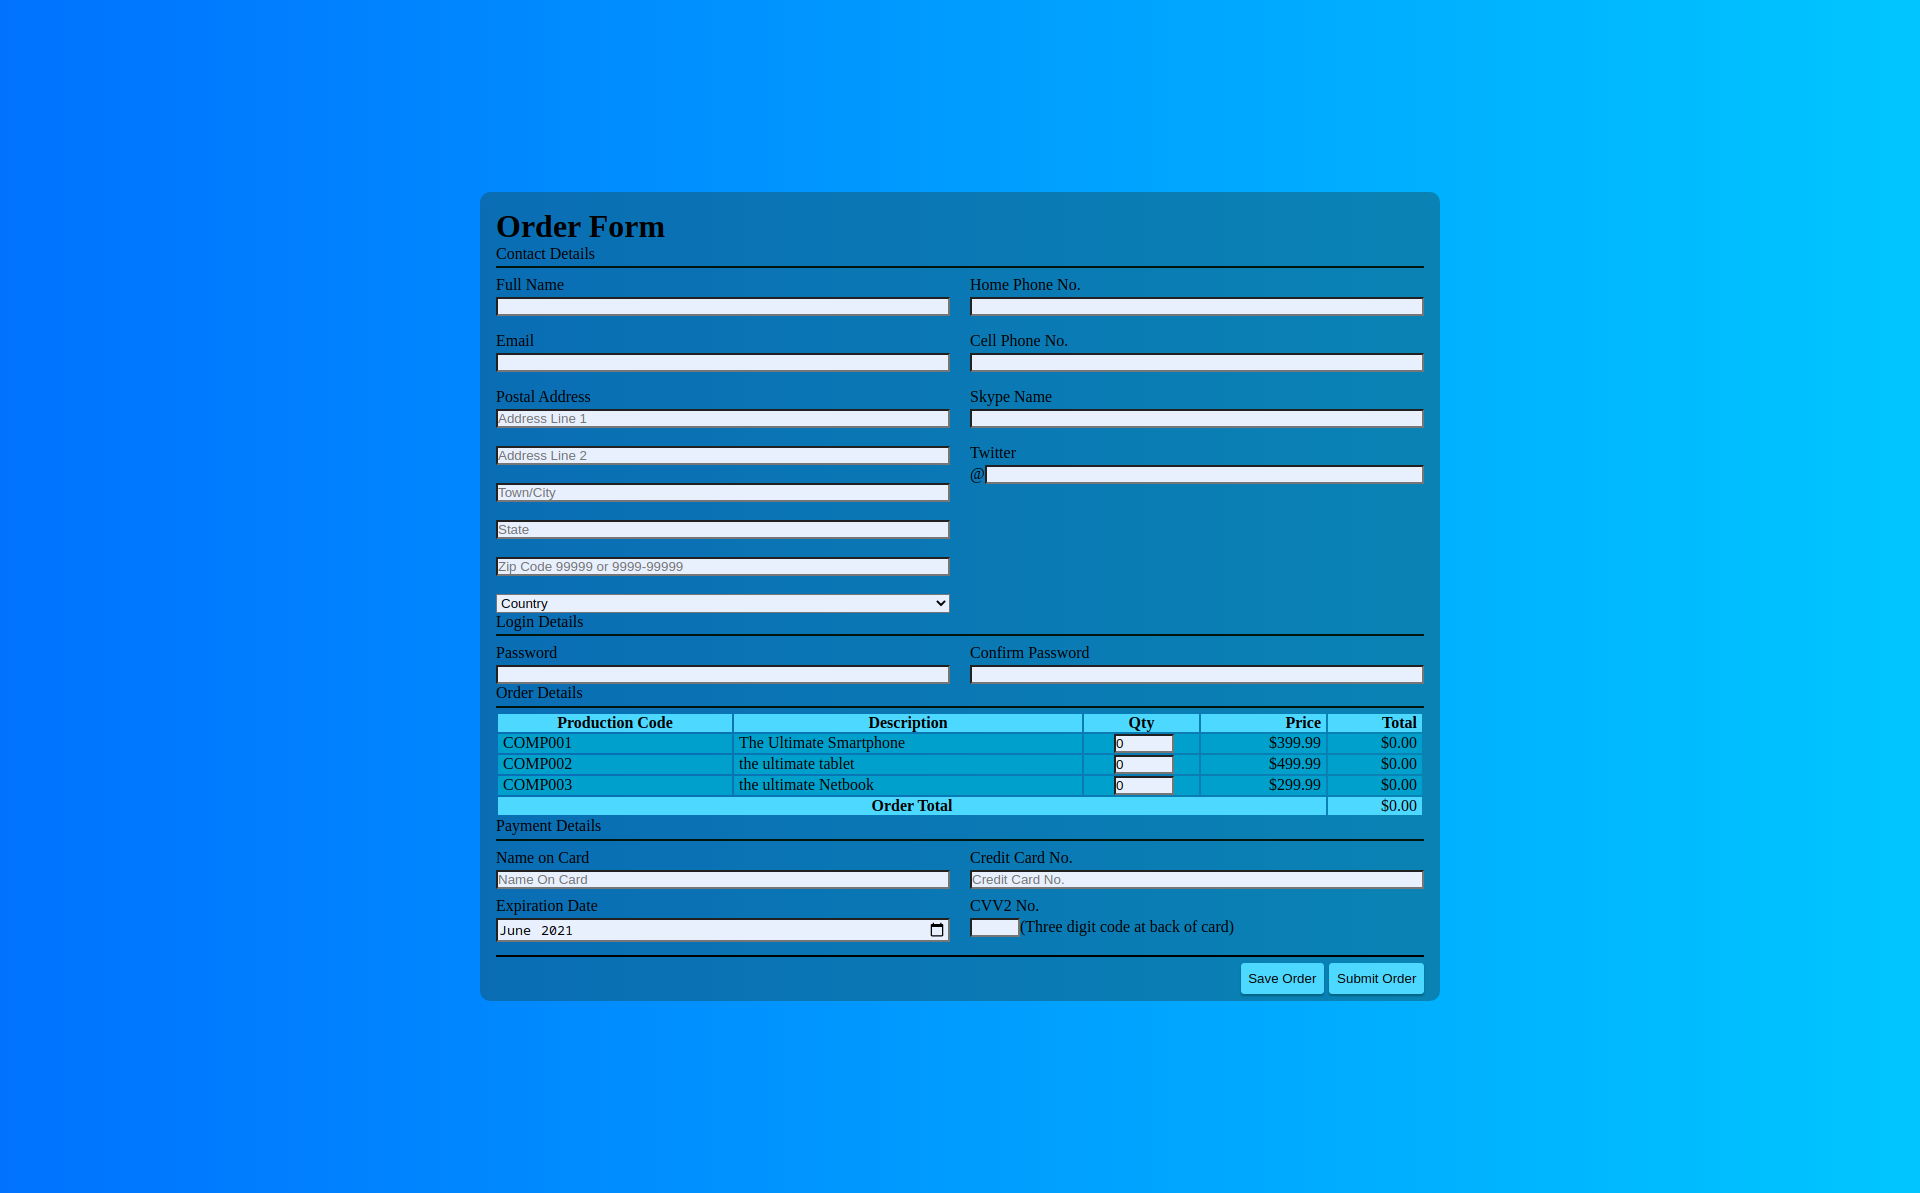 Order Form
Contact Details
Full Name
Home Phone No.
Email
Cell Phone No.
Postal Address
Skype Name
Address Line 1
Address Line 2
Twitter
@
Town/City
State
Zip Code 99999 or 9999-99999
Country
Login Details
Password
Confirm Password
Order Details
Production Code Description Qty Price Total
COMP001 The Ultimate Smartphone 0 $399.99 $0.00
COMP002 the ultimate tablet 0 $499.99 $0.00
COMP003 the ultimate Netbook 0 $299.99 $0.00
Order Total $0.00
Payment Details
Name on Card
Credit Card No.
Name On Card
Credit Card No.
Expiration Date
CVV2 No.
June 2021
(Three digit code at back of card)
Save Order
Submit Order